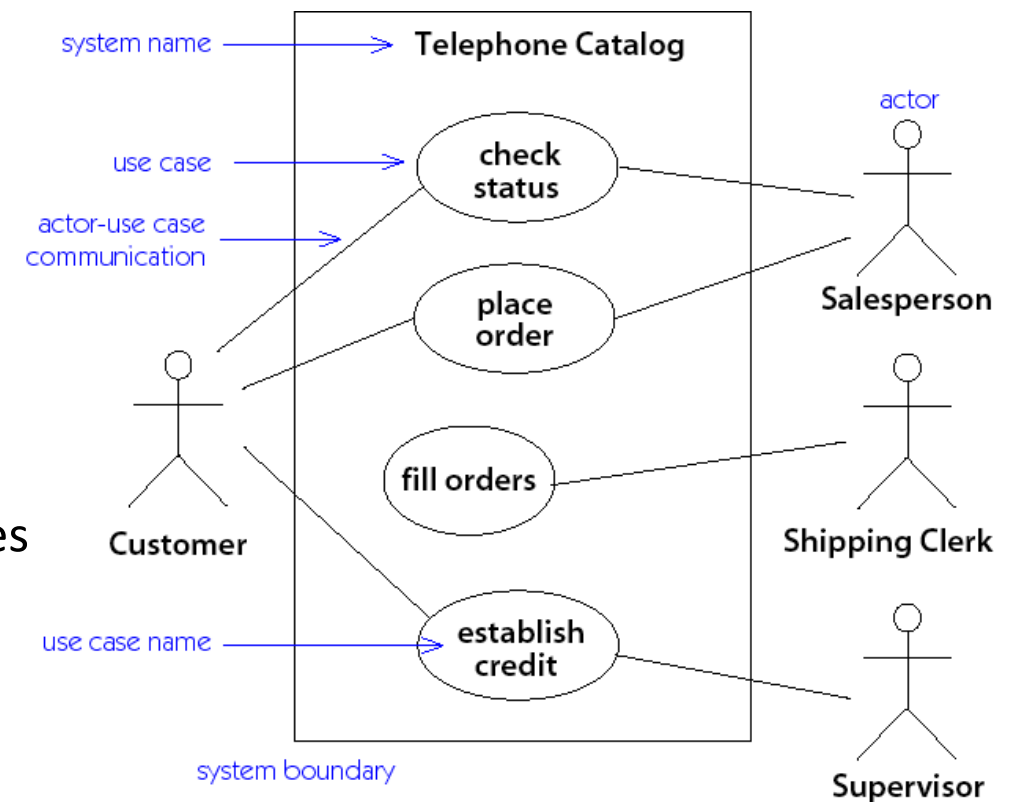 system name
Telephone Catalog
actor
use case
check
status
actor-use case
communication
place
order
Salesperson
fill orders
es
Customer
Shipping Clerk
use case name
establish
credit
system boundary
Supervisor